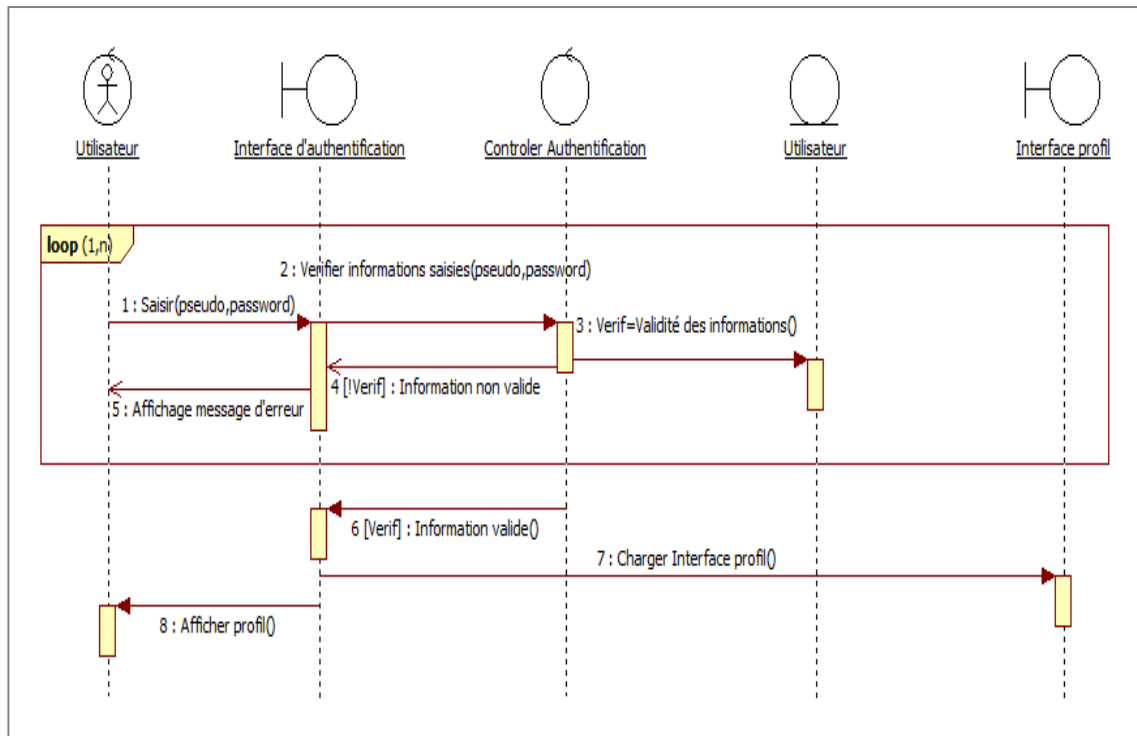 Utilisateur
Interface d'authentification
Controler Authentification
Utilisateur
Interface profil
loop (1,n)
2 : Verifier informations saisies(pseudo,password)
1 : Saisir(pseudo,password)
3 : Verif=Validité des informations()
4 [!Verif] : Information non valide
5 : Affichage message d'erreur
6 [Verif] : Information valide()
7 : Charger Interface profil()
8 : Afficher profil()